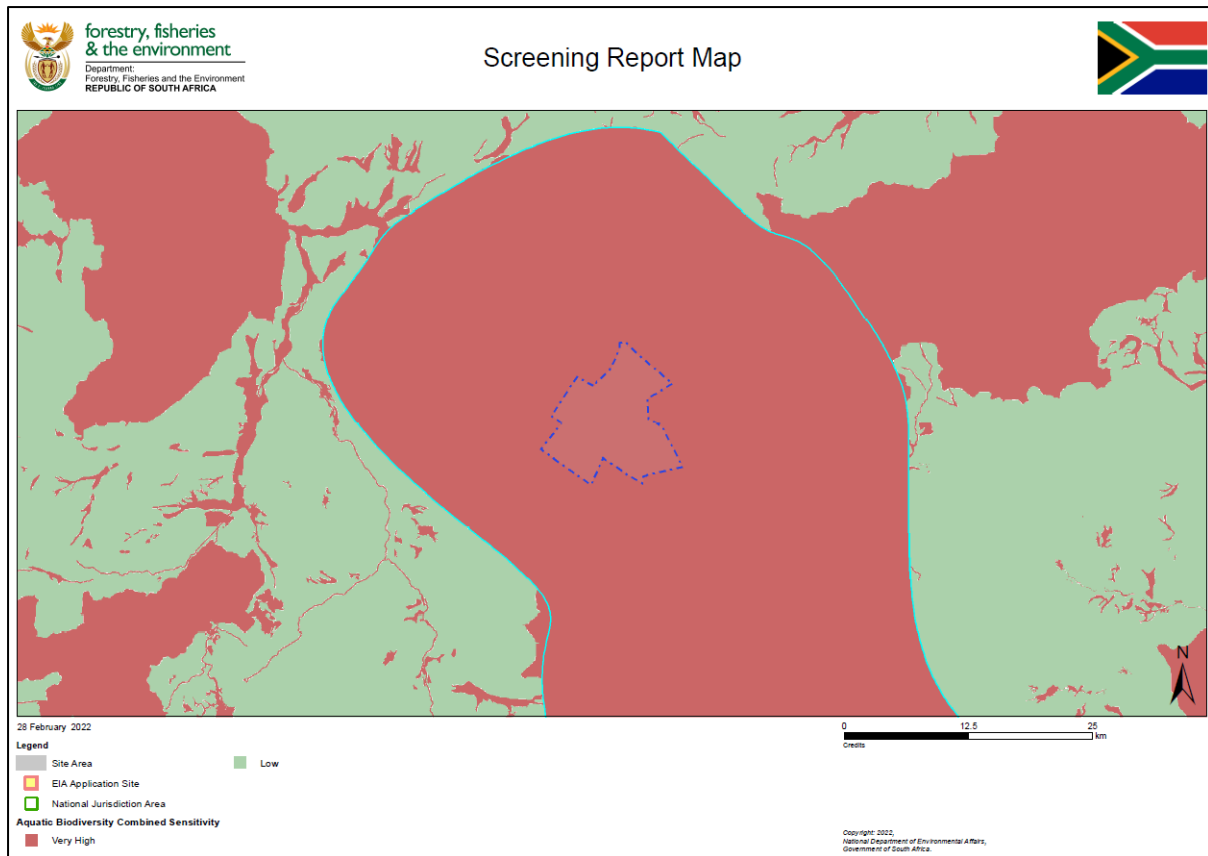 forestry, fisheries
& the environment
Department:
Forestry, Fisheries and the Environment
REPUBLIC OF SOUTH AFRICA
Screening Report Map
N
28 February 2022
0 12.5 25
km
Credits
Legend
Site Area
Low
EIA Application Site
National Jurisdiction Area
Aquatic Biodiversity Combined Sensitivity
Very High
Copyright: 2022,
National Department of Environmental Affairs,
Government of South Africa.